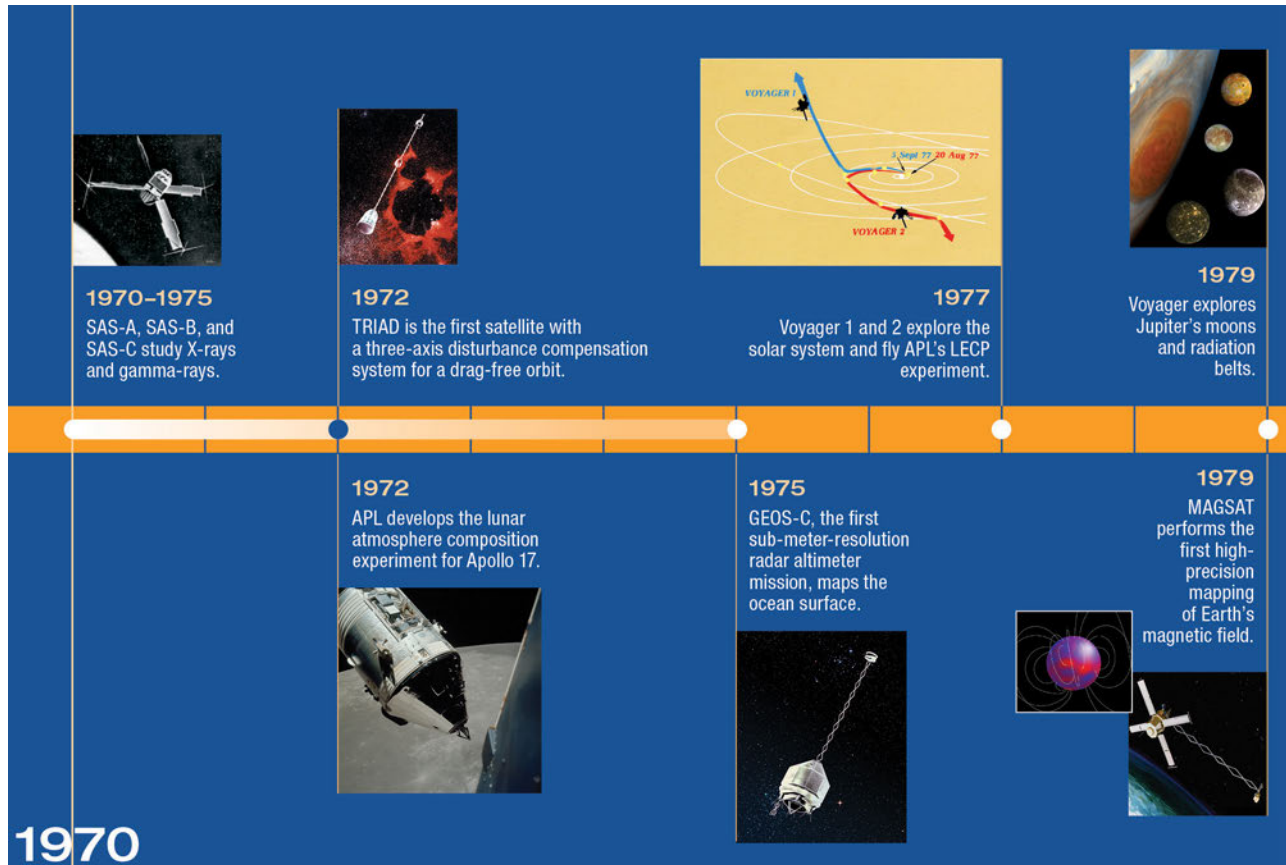 VOYAGER 1
5 Sept 77 20 Aug 77
VOYAGER 2
1970–1975
SAS-A, SAS-B, and
SAS-C study X-rays
and gamma-rays.
1972
TRIAD is the first satellite with
a three-axis disturbance compensation
system for a drag-free orbit.
1977
Voyager 1 and 2 explore the
solar system and fly APL’s LECP
experiment.
1979
Voyager explores
Jupiter’s moons
and radiation
belts.
1972
APL develops the lunar
atmosphere composition
experiment for Apollo 17.
1975
GEOS-C, the first
sub-meter-resolution
radar altimeter
mission, maps the
ocean surface.
1979
MAGSAT
performs the
first high-
precision
mapping
of Earth’s
magnetic field.
1970